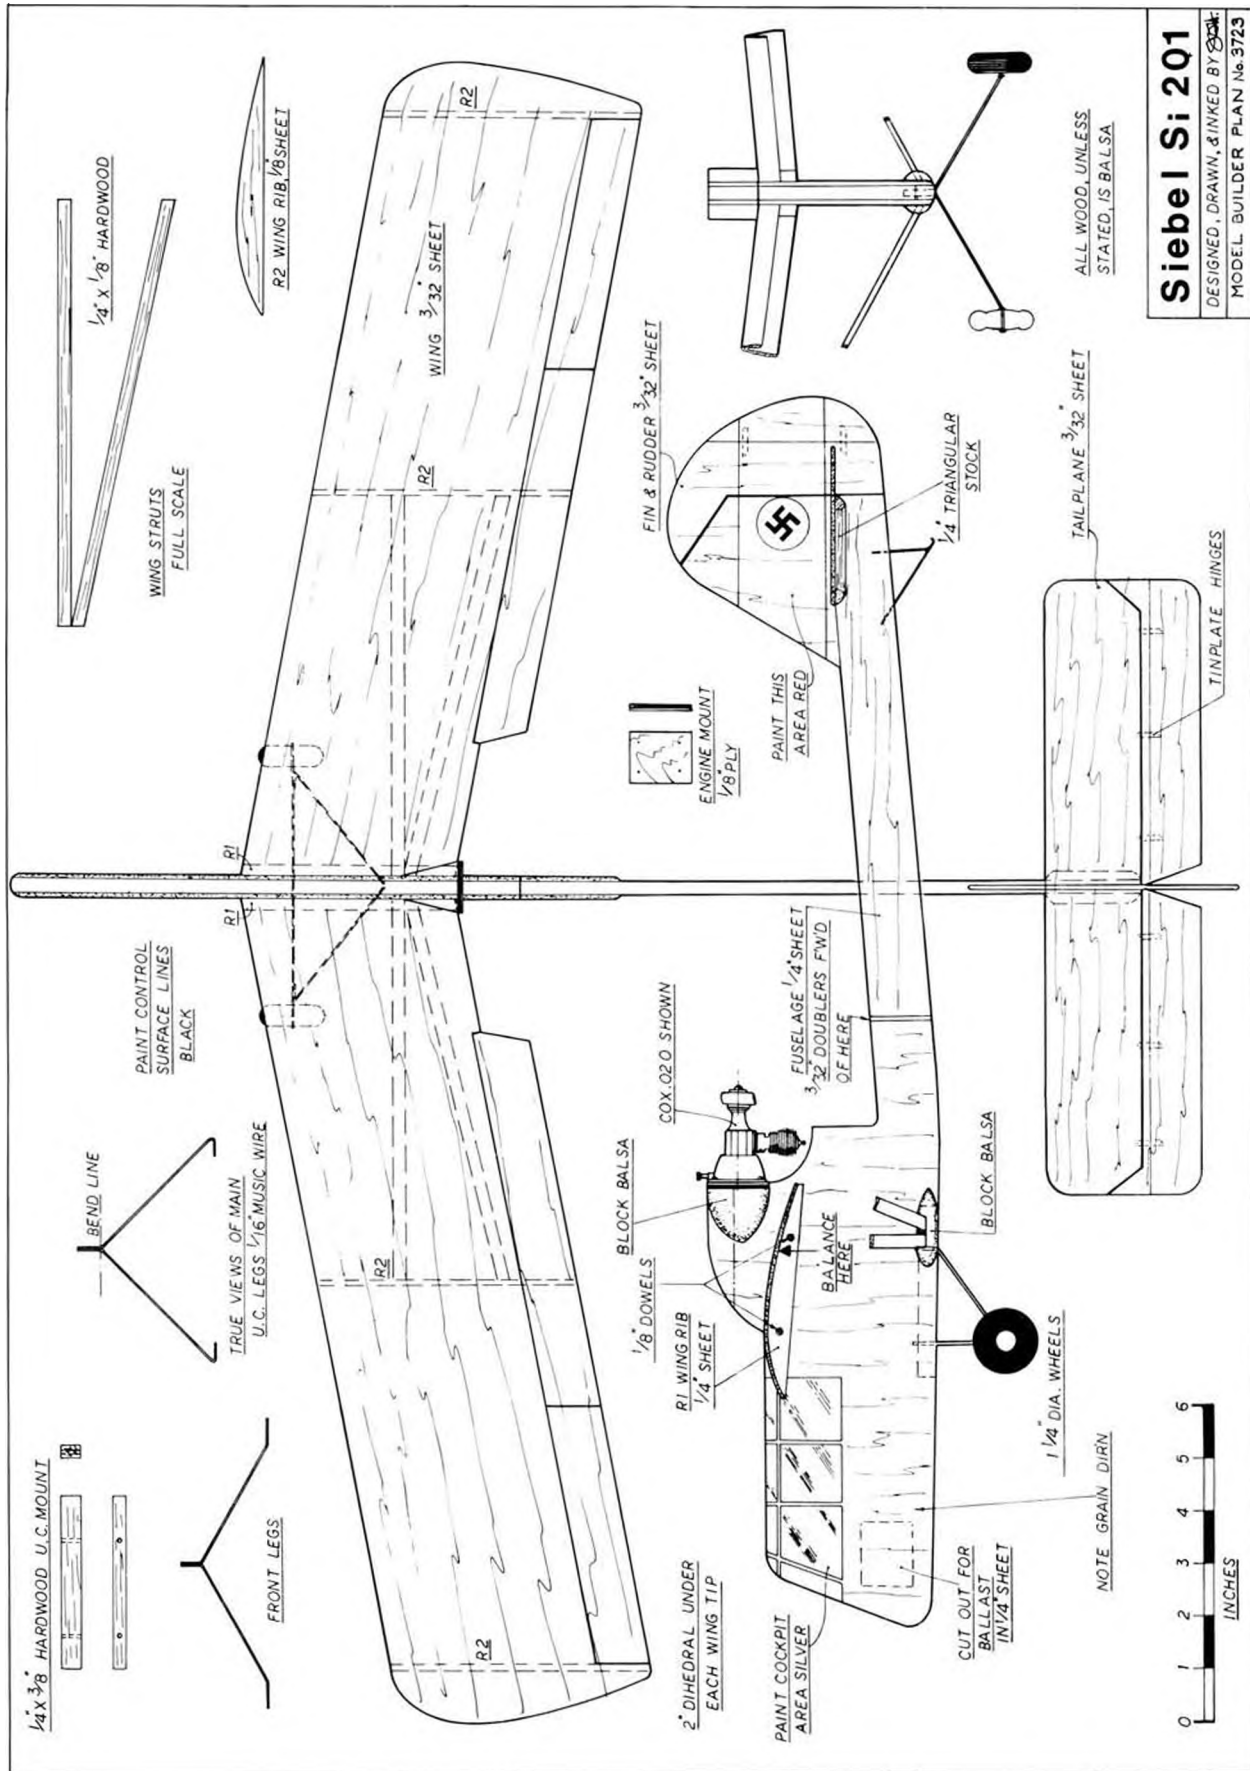 1/4" X 3/8" HARDWOOD U.C. MOUNT
FRONT LEGS
BEND LINE
TRUE VIEWS OF MAIN
U.C. LEGS 1/16" MUSIC WIRE
PAINT CONTROL
SURFACE LINES
BLACK
WING STRUTS
FULL SCALE
1/4" X 1/8" HARDWOOD
R2 WING RIB, 1/8" SHEET
R2
R2
R1
R1
R2
R2
WING 3/32" SHEET
2" DIHEDRAL UNDER
EACH WING TIP
PAINT COCKPIT
AREA SILVER
R1 WING RIB
1/4" SHEET
1/8" DOWELS
BLOCK BALSA
COX .020 SHOWN
BALANCE
HERE
ENGINE MOUNT
1/8" PLY
FUSELAGE 1/4" SHEET
3/32" DOUBLERS FW'D
OF HERE
PAINT THIS
AREA RED
FIN & RUDDER 3/32" SHEET
1/4" TRIANGULAR
STOCK
CUT OUT FOR
BALLAST
IN 1/4" SHEET
NOTE GRAIN DIRN
1 1/4" DIA. WHEELS
BLOCK BALSA
TAILPLANE 3/32" SHEET
TINPLATE HINGES
0 1 2 3 4 5 6
INCHES
ALL WOOD, UNLESS
STATED, IS BALSA
Siebel Si 201
DESIGNED, DRAWN, & INKED BY
MODEL BUILDER PLAN No. 3723